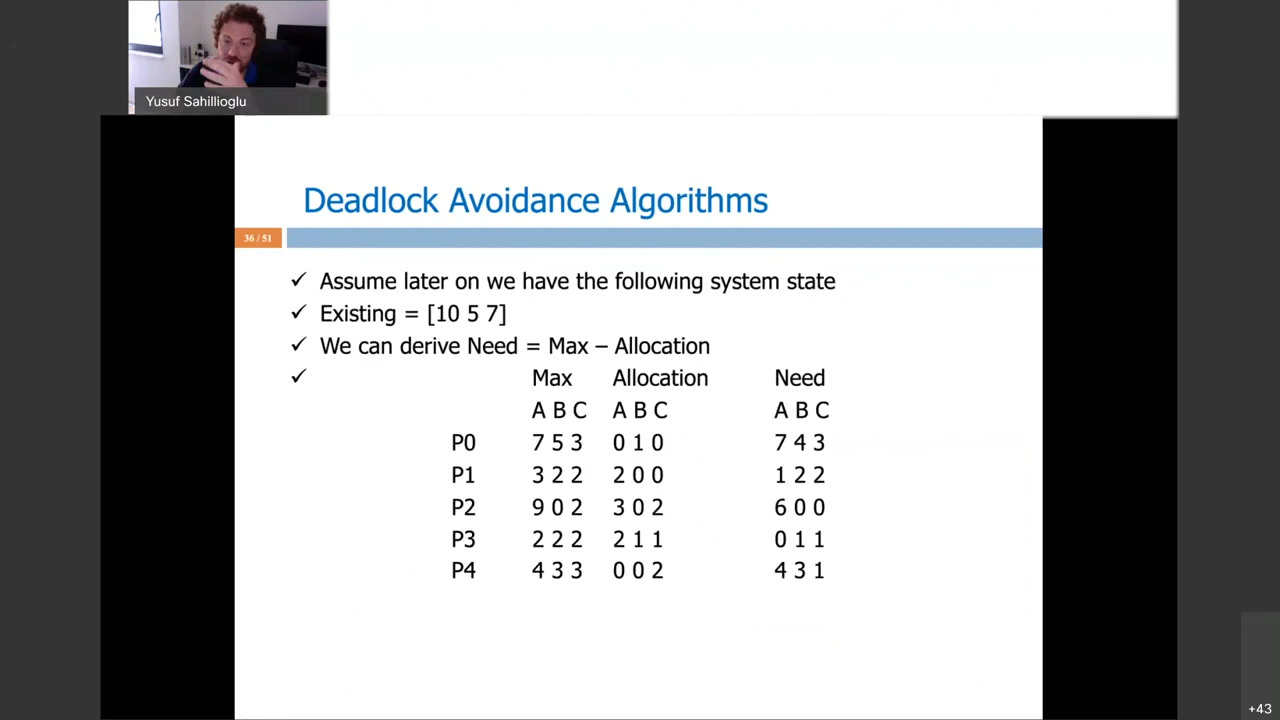 Yusuf Sahillioglu
Deadlock Avoidance Algorithms
36 / 51
✓ Assume later on we have the following system state
✓ Existing = [10 5 7]
✓ We can derive Need = Max – Allocation
✓ Max Allocation Need
A B C A B C A B C
P0 7 5 3 0 1 0 7 4 3
P1 3 2 2 2 0 0 1 2 2
P2 9 0 2 3 0 2 6 0 0
P3 2 2 2 2 1 1 0 1 1
P4 4 3 3 0 0 2 4 3 1
+43